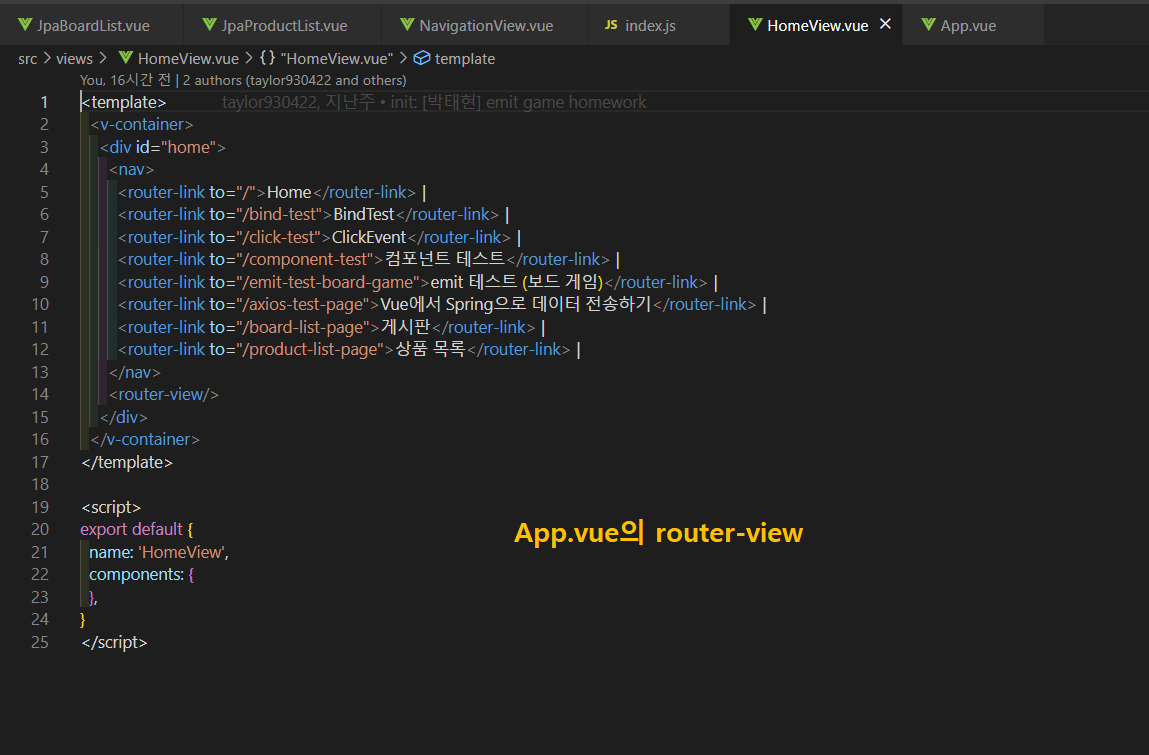 JpaBoardList.vue JpaProductList.vue NavigationView.vue JS index.js HomeView.vue × App.vue
src > views > HomeView.vue > {} "HomeView.vue" > template
You, 16시간 전 | 2 authors (taylor930422 and others)
1 <template> taylor930422, 지난주 • init: [박태현] emit game homework
2 <v-container>
3 <div id="home">
4 <nav>
5 <router-link to="/">Home</router-link> |
6 <router-link to="/bind-test">BindTest</router-link> |
7 <router-link to="/click-test">ClickEvent</router-link> |
8 <router-link to="/component-test">컴포넌트 테스트</router-link> |
9 <router-link to="/emit-test-board-game">emit 테스트 (보드 게임)</router-link> |
10 <router-link to="/axios-test-page">Vue에서 Spring으로 데이터 전송하기</router-link> |
11 <router-link to="/board-list-page">게시판</router-link> |
12 <router-link to="/product-list-page">상품 목록</router-link> |
13 </nav>
14 <router-view/>
15 </div>
16 </v-container>
17 </template>
18
19 <script>
20 export default {
21 name: 'HomeView',
22 components: {
23 },
24 }
25 </script>
App.vue의 router-view